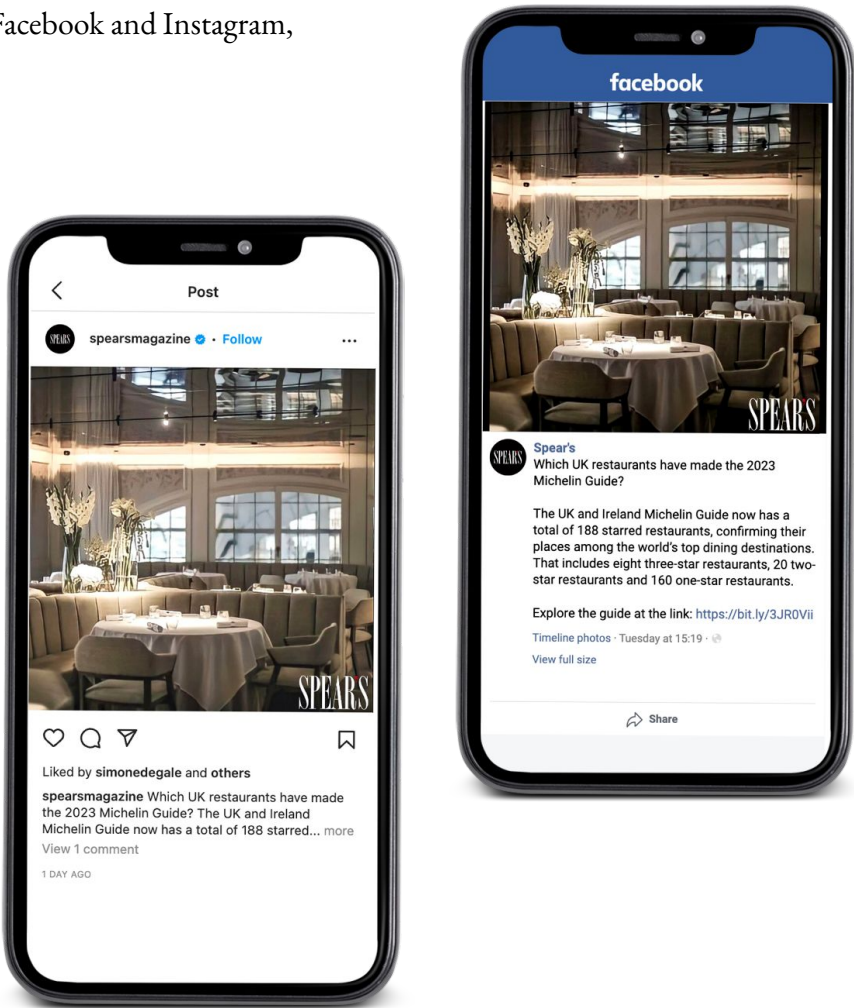 Facebook and Instagram,
Post
SPEAR'S
spearsmagazine · Follow
SPEAR'S
Liked by simonedegale and others
spearsmagazine Which UK restaurants have made
the 2023 Michelin Guide? The UK and Ireland
Michelin Guide now has a total of 188 starred... more
View 1 comment
1 DAY AGO
facebook
SPEAR'S
SPEAR'S
Spear's
Which UK restaurants have made the 2023
Michelin Guide?
The UK and Ireland Michelin Guide now has a
total of 188 starred restaurants, confirming their
places among the world's top dining destinations.
That includes eight three-star restaurants, 20 two-
star restaurants and 160 one-star restaurants.
Explore the guide at the link: https://bit.ly/3JR0Vii
Timeline photos · Tuesday at 15:19 ·
View full size
Share